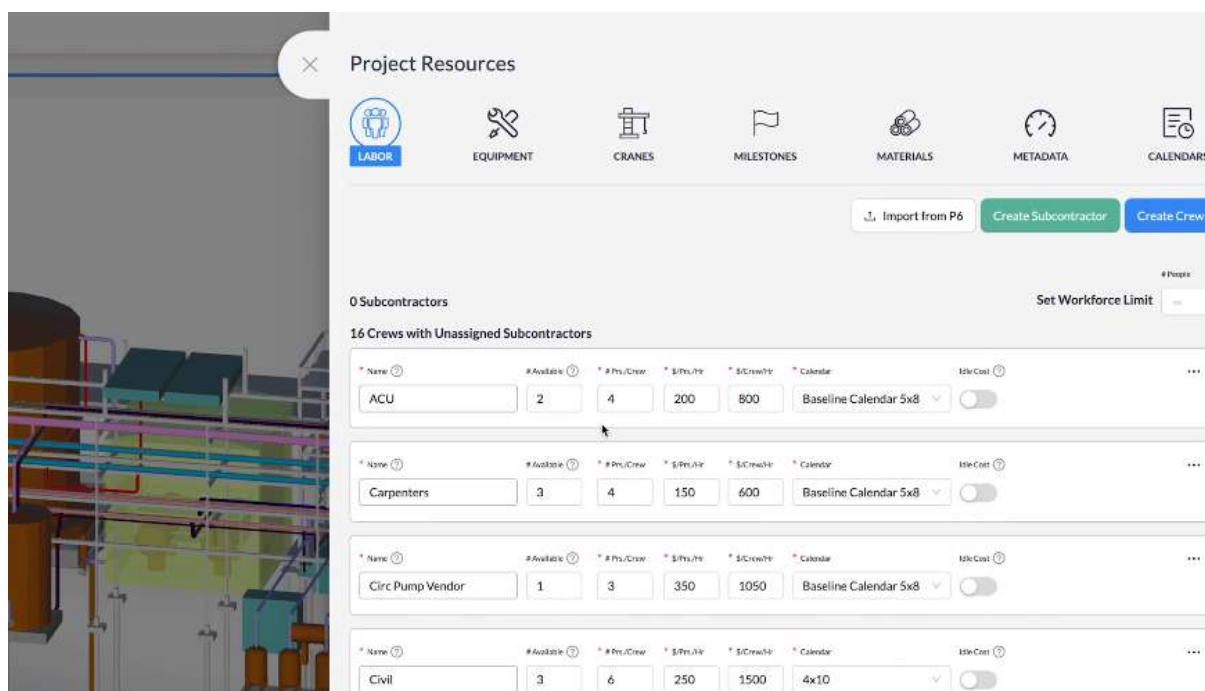 Project Resources
LABOR EQUIPMENT CRANES MILESTONES MATERIALS METADATA CALENDARS
Import from P6 Create Subcontractor Create Crew
# People
0 Subcontractors Set Workforce Limit
16 Crews with Unassigned Subcontractors
* Name ? # Available ? * # Prs./Crew * $/Prs./Hr * $/Crew/Hr * Calendar Idle Cost ?
ACU 2 4 200 800 Baseline Calendar 5x8
* Name ? # Available ? * # Prs./Crew * $/Prs./Hr * $/Crew/Hr * Calendar Idle Cost ?
Carpenters 3 4 150 600 Baseline Calendar 5x8
* Name ? # Available ? * # Prs./Crew * $/Prs./Hr * $/Crew/Hr * Calendar Idle Cost ?
Circ Pump Vendor 1 3 350 1050 Baseline Calendar 5x8
* Name ? # Available ? * # Prs./Crew * $/Prs./Hr * $/Crew/Hr * Calendar Idle Cost ?
Civil 3 6 250 1500 4x10